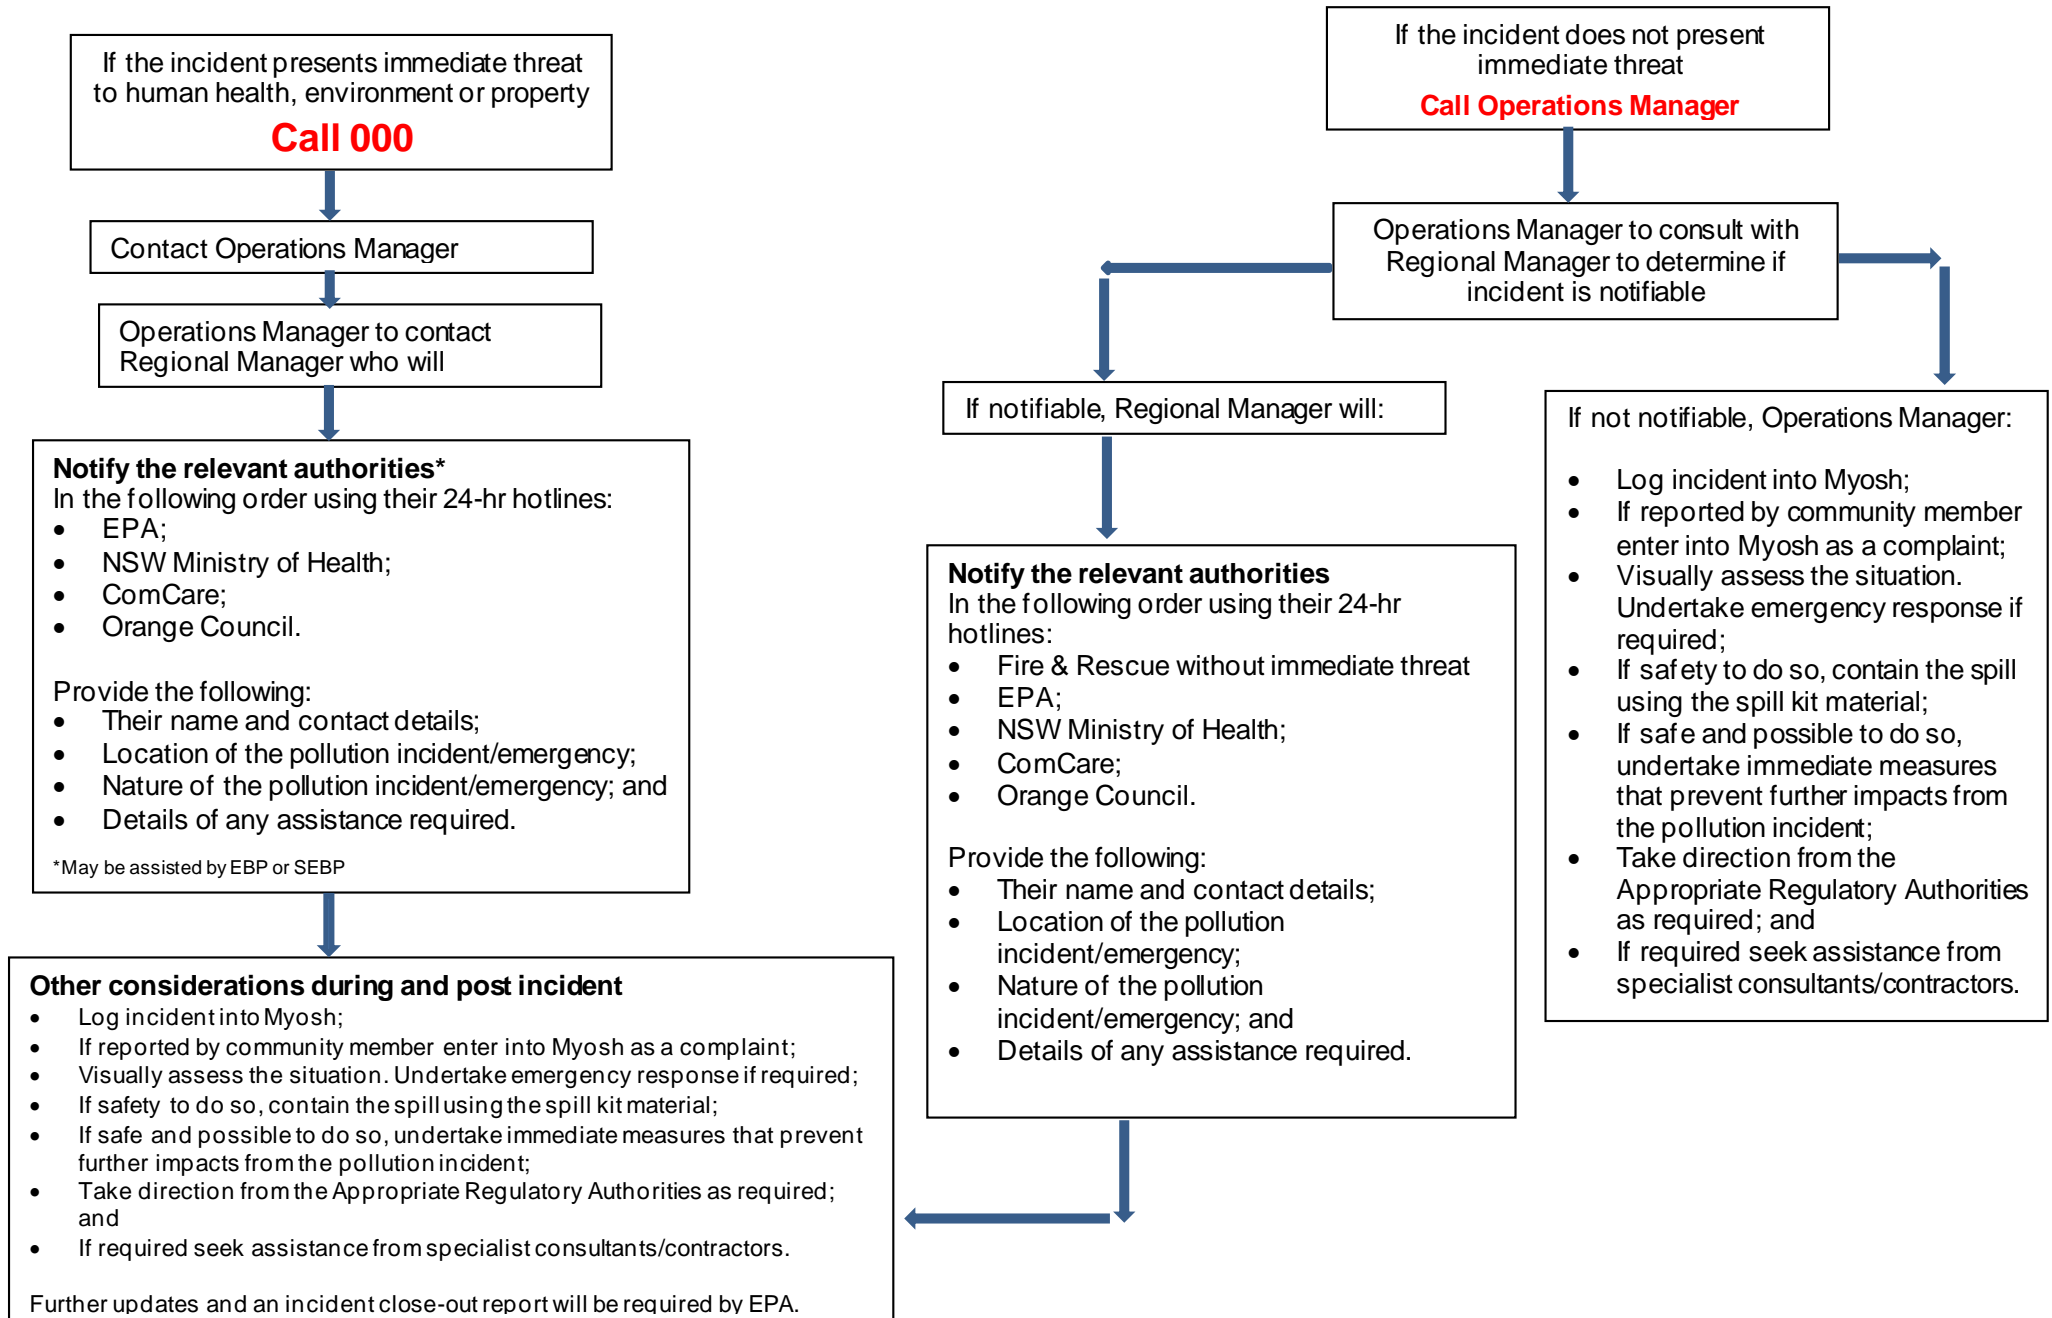 If the incident presents immediate threat
to human health, environment or property
Call 000
Contact Operations Manager
Operations Manager to contact
Regional Manager who will
Notify the relevant authorities*
In the following order using their 24-hr hotlines:
• EPA;
• NSW Ministry of Health;
• ComCare;
• Orange Council.
Provide the following:
• Their name and contact details;
• Location of the pollution incident/emergency;
• Nature of the pollution incident/emergency; and
• Details of any assistance required.
*May be assisted by EBP or SEBP
Other considerations during and post incident
• Log incident into Myosh;
• If reported by community member enter into Myosh as a complaint;
• Visually assess the situation. Undertake emergency response if required;
• If safety to do so, contain the spill using the spill kit material;
• If safe and possible to do so, undertake immediate measures that prevent
further impacts from the pollution incident;
• Take direction from the Appropriate Regulatory Authorities as required;
and
• If required seek assistance from specialist consultants/contractors.
Further updates and an incident close-out report will be required by EPA.
If the incident does not present
immediate threat
Call Operations Manager
Operations Manager to consult with
Regional Manager to determine if
incident is notifiable
If notifiable, Regional Manager will:
Notify the relevant authorities
In the following order using their 24-hr
hotlines:
• Fire & Rescue without immediate threat
• EPA;
• NSW Ministry of Health;
• ComCare;
• Orange Council.
Provide the following:
• Their name and contact details;
• Location of the pollution
incident/emergency;
• Nature of the pollution
incident/emergency; and
• Details of any assistance required.
If not notifiable, Operations Manager:
• Log incident into Myosh;
• If reported by community member
enter into Myosh as a complaint;
• Visually assess the situation.
Undertake emergency response if
required;
• If safety to do so, contain the spill
using the spill kit material;
• If safe and possible to do so,
undertake immediate measures
that prevent further impacts from
the pollution incident;
• Take direction from the
Appropriate Regulatory Authorities
as required; and
• If required seek assistance from
specialist consultants/contractors.